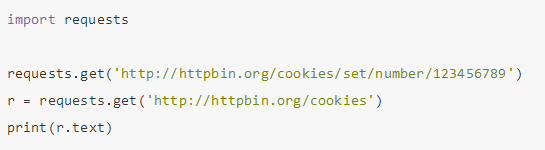 import requests
requests.get('http://httpbin.org/cookies/set/number/123456789')
r = requests.get('http://httpbin.org/cookies')
print(r.text)